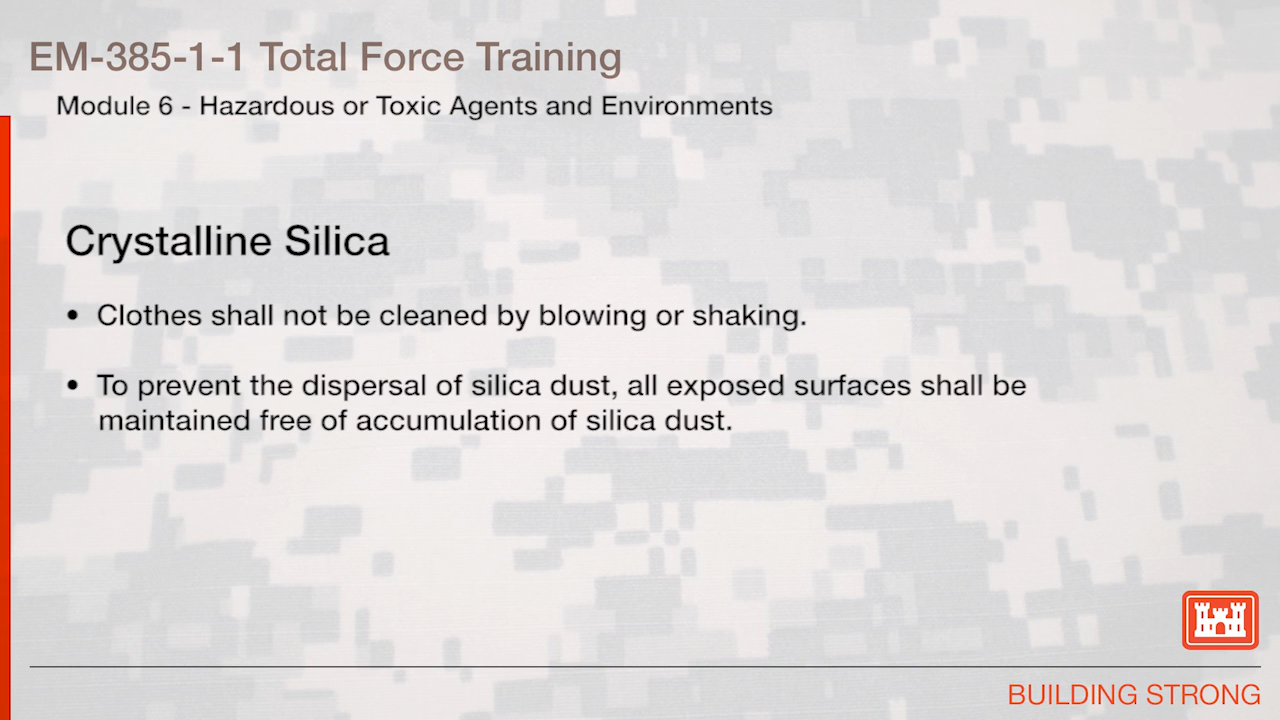 EM-385-1-1 Total Force Training
Module 6 - Hazardous or Toxic Agents and Environments
Crystalline Silica
• Clothes shall not be cleaned by blowing or shaking.
• To prevent the dispersal of silica dust, all exposed surfaces shall be
maintained free of accumulation of silica dust.
BUILDING STRONG